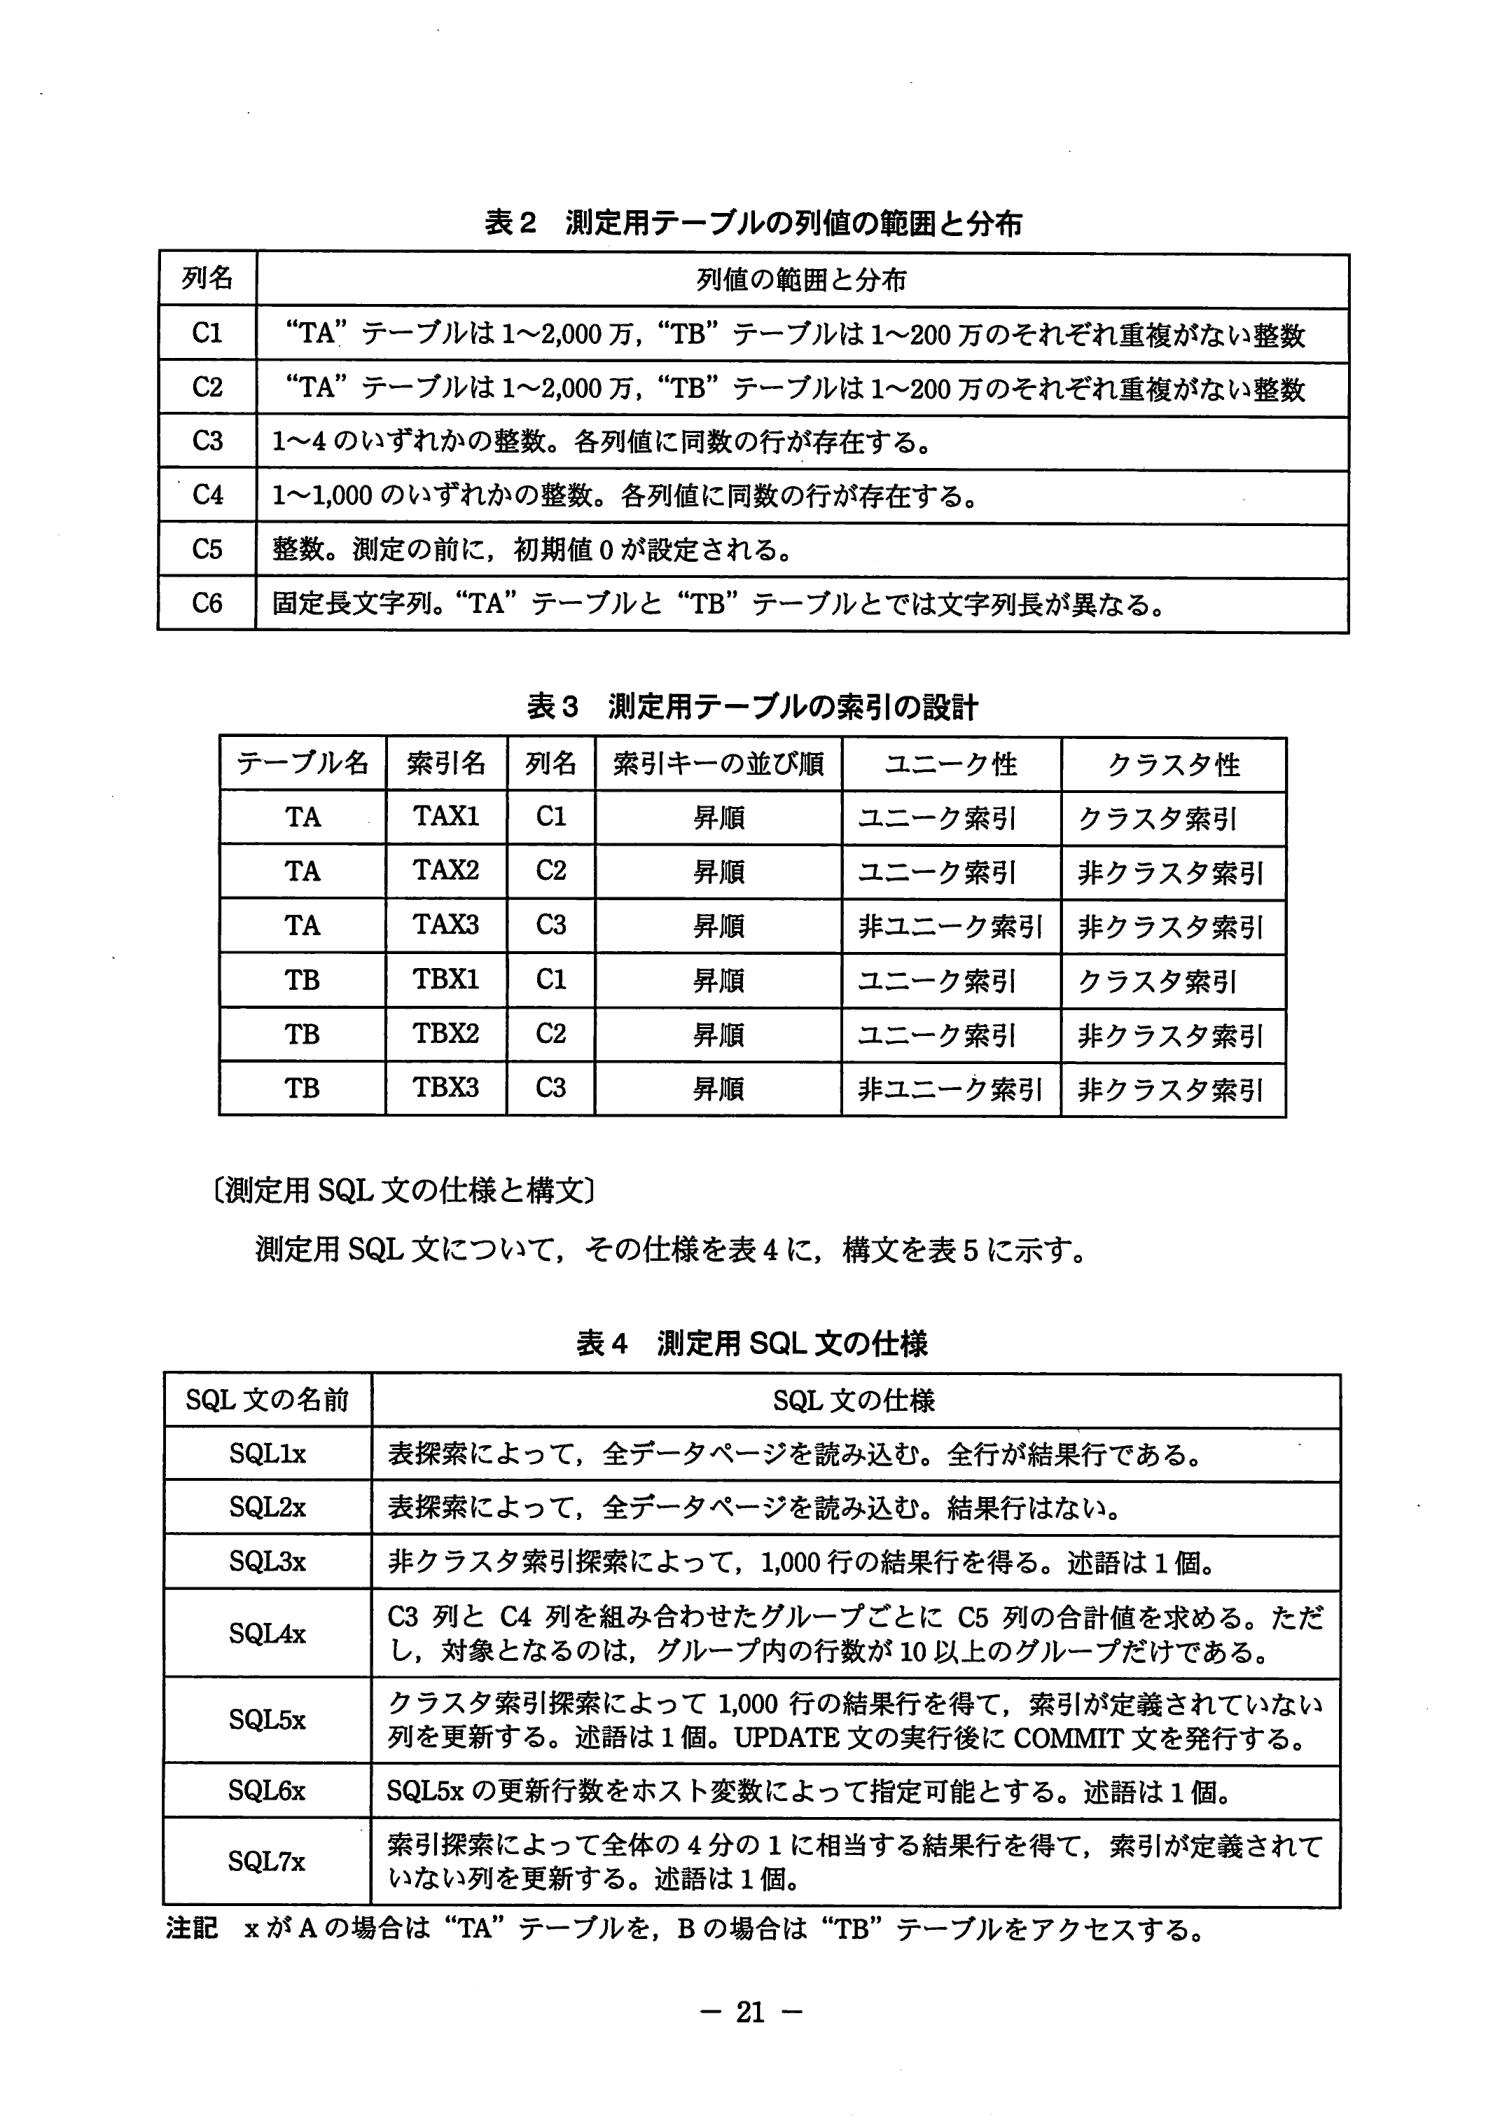 表2　測定用テーブルの列値の範囲と分布
列名　列値の範囲と分布
C1　“TA” テーブルは 1～2,000 万，“TB” テーブルは 1～200 万のそれぞれ重複がない整数
C2　“TA” テーブルは 1～2,000 万，“TB” テーブルは 1～200 万のそれぞれ重複がない整数
C3　1～4 のいずれかの整数。各列値に同数の行が存在する。
C4　1～1,000 のいずれかの整数。各列値に同数の行が存在する。
C5　整数。測定の前に，初期値 0 が設定される。
C6　固定長文字列。“TA” テーブルと “TB” テーブルとでは文字列長が異なる。
表3　測定用テーブルの索引の設計
テーブル名　索引名　列名　索引キーの並び順　ユニーク性　クラスタ性
TA　TAX1　C1　昇順　ユニーク索引　クラスタ索引
TA　TAX2　C2　昇順　ユニーク索引　非クラスタ索引
TA　TAX3　C3　昇順　非ユニーク索引　非クラスタ索引
TB　TBX1　C1　昇順　ユニーク索引　クラスタ索引
TB　TBX2　C2　昇順　ユニーク索引　非クラスタ索引
TB　TBX3　C3　昇順　非ユニーク索引　非クラスタ索引
〔測定用 SQL 文の仕様と構文〕
測定用 SQL 文について，その仕様を表 4 に，構文を表 5 に示す。
表4　測定用 SQL 文の仕様
SQL 文の名前　SQL 文の仕様
SQL1x　表探索によって，全データページを読み込む。全行が結果行である。
SQL2x　表探索によって，全データページを読み込む。結果行はない。
SQL3x　非クラスタ索引探索によって，1,000 行の結果行を得る。述語は 1 個。
SQL4x　C3 列と C4 列を組み合わせたグループごとに C5 列の合計値を求める。ただ
し，対象となるのは，グループ内の行数が 10 以上のグループだけである。
SQL5x　クラスタ索引探索によって 1,000 行の結果行を得て，索引が定義されていない
列を更新する。述語は 1 個。UPDATE 文の実行後に COMMIT 文を発行する。
SQL6x　SQL5x の更新行数をホスト変数によって指定可能とする。述語は 1 個。
SQL7x　索引探索によって全体の 4 分の 1 に相当する結果行を得て，索引が定義されて
いない列を更新する。述語は 1 個。
注記　x が A の場合は “TA” テーブルを，B の場合は “TB” テーブルをアクセスする。
－ 21 －